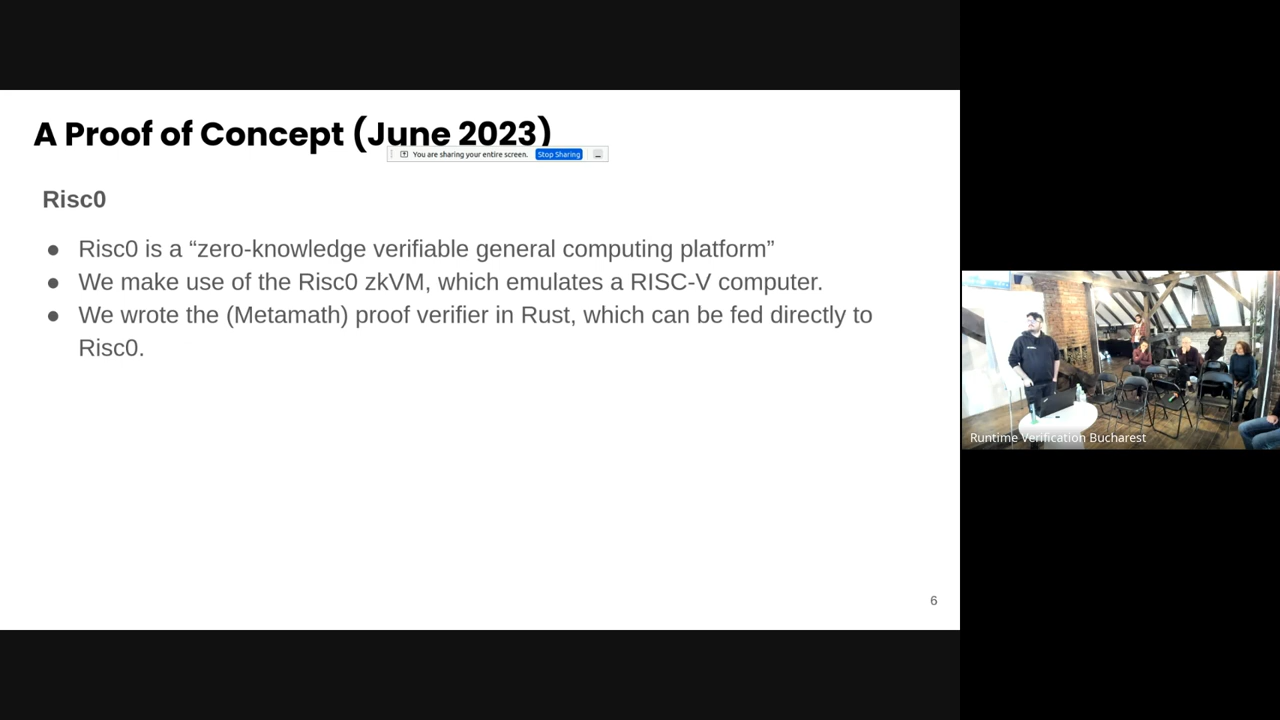 A Proof of Concept (June 2023)
You are sharing your entire screen. Stop Sharing
Risc0
● Risc0 is a “zero-knowledge verifiable general computing platform”
● We make use of the Risc0 zkVM, which emulates a RISC-V computer.
● We wrote the (Metamath) proof verifier in Rust, which can be fed directly to
Risc0.
Runtime Verification Bucharest
6